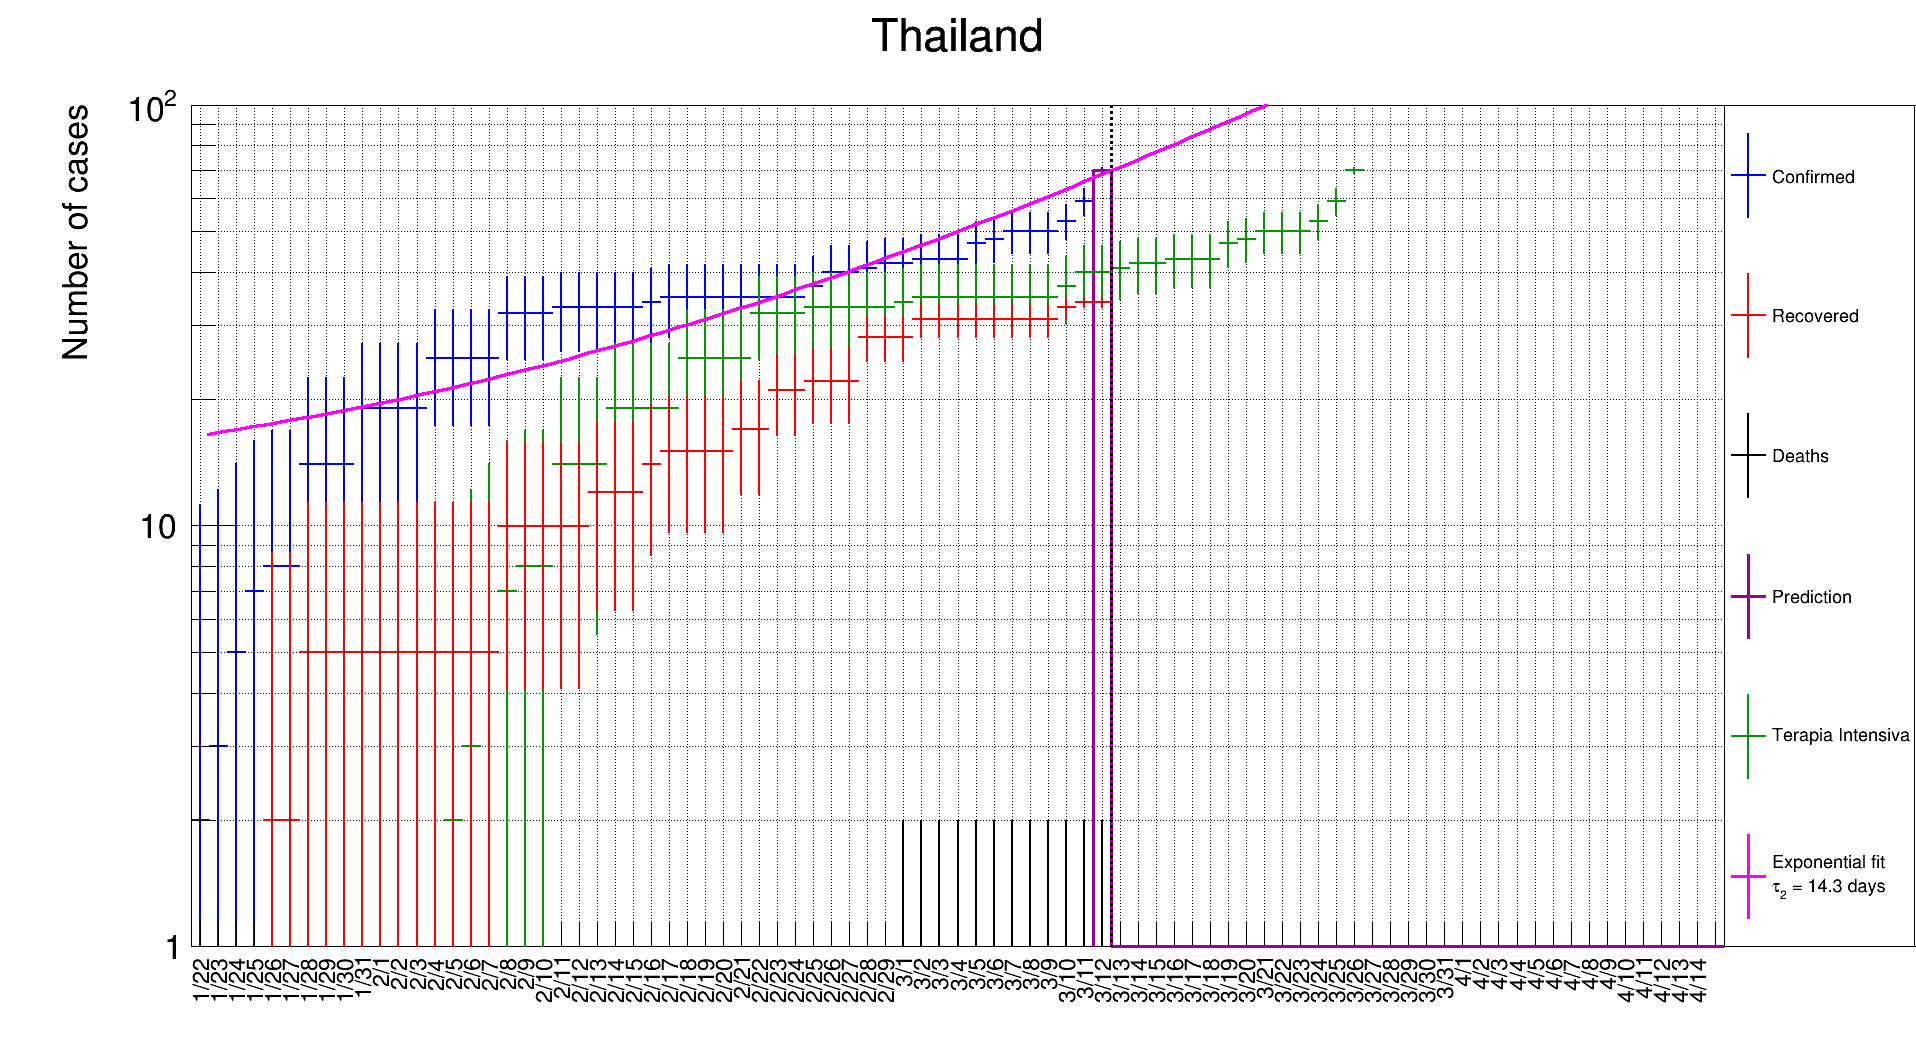 Thailand
Number of cases
10²
10
1
1/22 1/23 1/24 1/25 1/26 1/27 1/28 1/29 1/30 1/31 2/1 2/2 2/3 2/4 2/5 2/6 2/7 2/8 2/9 2/10 2/11 2/12 2/13 2/14 2/15 2/16 2/17 2/18 2/19 2/20 2/21 2/22 2/23 2/24 2/25 2/26 2/27 2/28 2/29 3/1 3/2 3/3 3/4 3/5 3/6 3/7 3/8 3/9 3/10 3/11 3/12 3/13 3/14 3/15 3/16 3/17 3/18 3/19 3/20 3/21 3/22 3/23 3/24 3/25 3/26 3/27 3/28 3/29 3/30 3/31 4/1 4/2 4/3 4/4 4/5 4/6 4/7 4/8 4/9 4/10 4/11 4/12 4/13 4/14
Confirmed
Recovered
Deaths
Prediction
Terapia Intensiva
Exponential fit
τ₂ = 14.3 days